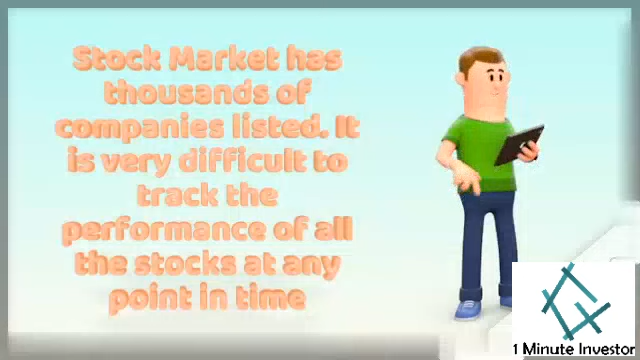 Stock Market has
thousands of
companies listed. It
is very difficult to
track the
performance of all
the stocks at any
point in time
1 Minute Investor